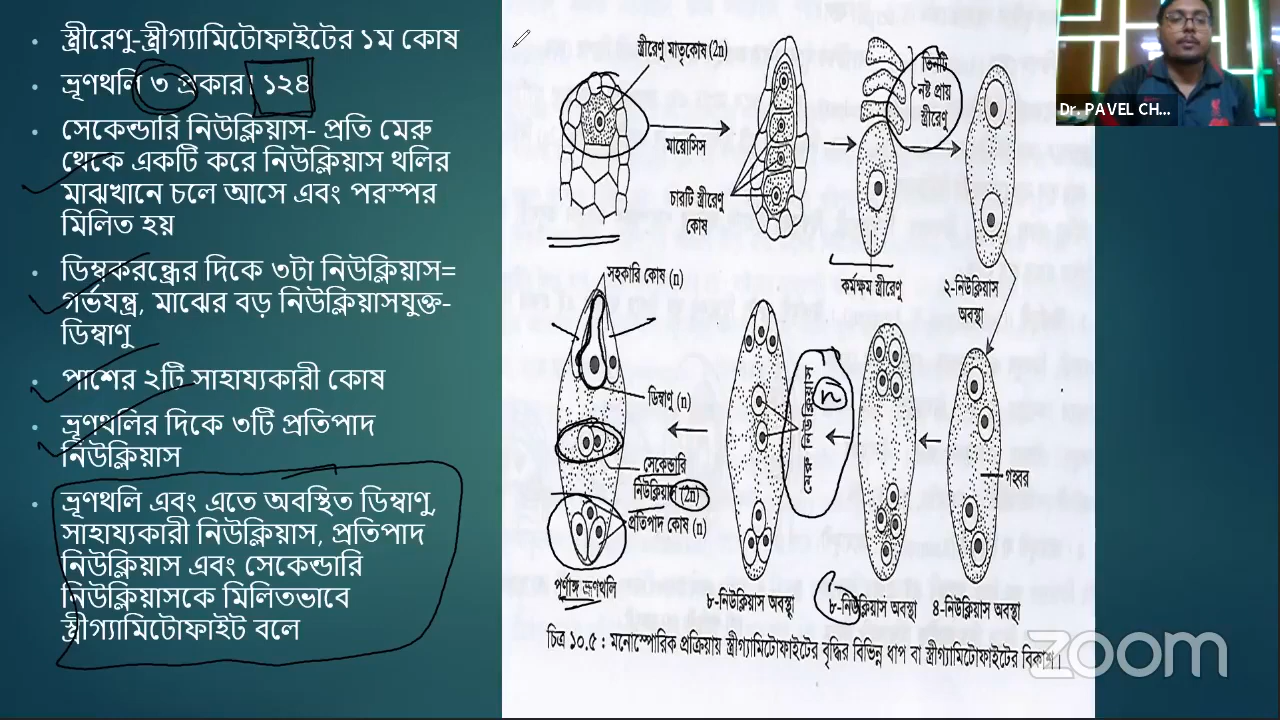 স্ত্রীরেণু-স্ত্রীগ্যামিটোফাইটের ১ম কোষ
ভ্রূণথলি ৩ প্রকার। ১২৪
সেকেন্ডারি নিউক্লিয়াস- প্রতি মেরু
থেকে একটি করে নিউক্লিয়াস থলির
মাঝখানে চলে আসে এবং পরস্পর
মিলিত হয়
ডিম্বকরন্ধ্রের দিকে ৩টা নিউক্লিয়াস=
গর্ভযন্ত্র, মাঝের বড় নিউক্লিয়াসযুক্ত-
ডিম্বাণু
পাশের ২টি সাহায্যকারী কোষ
ভ্রূণথলির দিকে ৩টি প্রতিপাদ
নিউক্লিয়াস
ভ্রূণথলি এবং এতে অবস্থিত ডিম্বাণু,
সাহায্যকারী নিউক্লিয়াস, প্রতিপাদ
নিউক্লিয়াস এবং সেকেন্ডারি
নিউক্লিয়াসকে মিলিতভাবে
স্ত্রীগ্যামিটোফাইট বলে
স্ত্রীরেণু মাতৃকোষ (2n)
মায়োসিস
চারটি স্ত্রীরেণু
কোষ
তিনটি
নষ্ট প্রায়
স্ত্রীরেণু
কর্মক্ষম স্ত্রীরেণু
২-নিউক্লিয়াস
অবস্থা
সহকারি কোষ (n)
ডিম্বাণু (n)
সেকেন্ডারি
নিউক্লিয়াস (2n)
প্রতিপাদ কোষ (n)
পূর্ণাঙ্গ ভ্রূণথলি
মেরু নিউক্লিয়াস
n
গহ্বর
৮-নিউক্লিয়াস অবস্থা
৮-নিউক্লিয়াস অবস্থা
৪-নিউক্লিয়াস অবস্থা
চিত্র ১০.৫ : মনোস্পোরিক প্রক্রিয়ায় স্ত্রীগ্যামিটোফাইটের বৃদ্ধির বিভিন্ন ধাপ বা স্ত্রীগ্যামিটোফাইটের বিকাশ।
Dr. PAVEL CH...
zoom